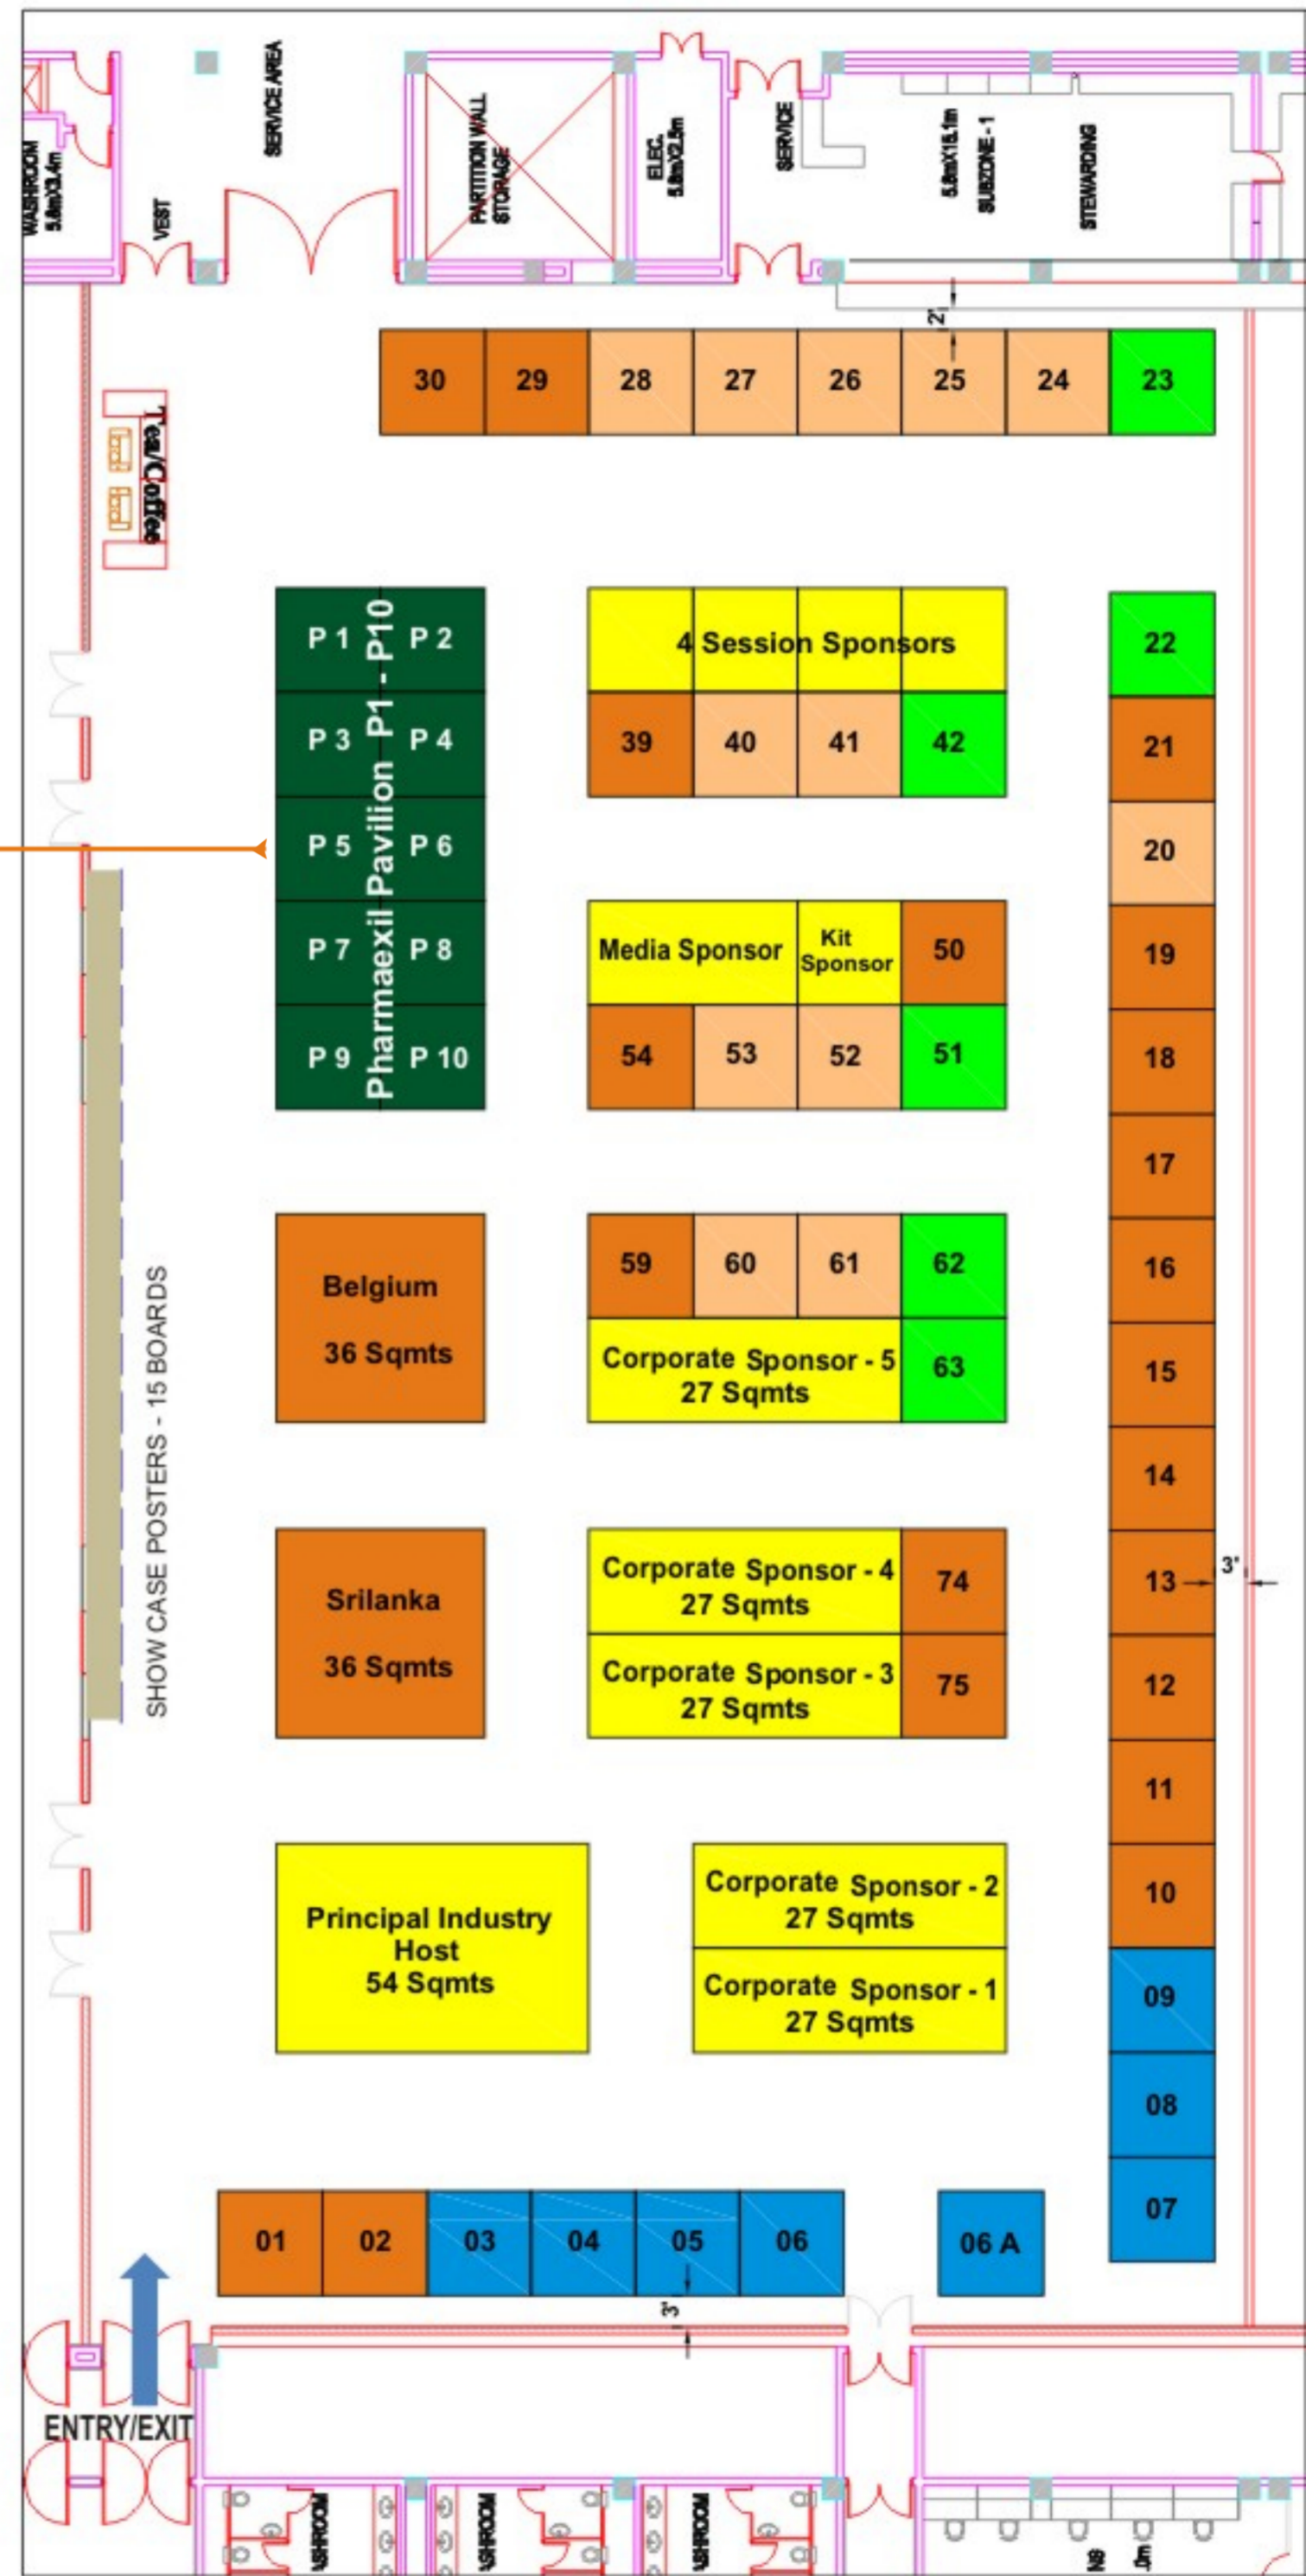 WASHROOM
5.8mX3.4m
VEST
SERVICE AREA
PARTITION WALL
STORAGE
ELEC.
5.8mX2.5m
SERVICE
5.8mX15.1m
SUBZONE - 1
STEWARDING
2'
30 29 28 27 26 25 24 23
Tea/Coffee
P 1 P 2
P 3 P 4
P 5 P 6
P 7 P 8
P 9 P 10
Pharmaexil Pavilion P1 - P10
4 Session Sponsors
39 40 41 42
Media Sponsor
Kit
Sponsor
50
54 53 52 51
22
21
20
19
18
17
16
15
14
13
12
11
10
09
08
07
3'
SHOW CASE POSTERS - 15 BOARDS
Belgium
36 Sqmts
59 60 61 62
Corporate Sponsor - 5
27 Sqmts
63
Srilanka
36 Sqmts
Corporate Sponsor - 4
27 Sqmts
74
Corporate Sponsor - 3
27 Sqmts
75
Principal Industry
Host
54 Sqmts
Corporate Sponsor - 2
27 Sqmts
Corporate Sponsor - 1
27 Sqmts
01 02 03 04 05 06 06 A
3'
ENTRY/EXIT